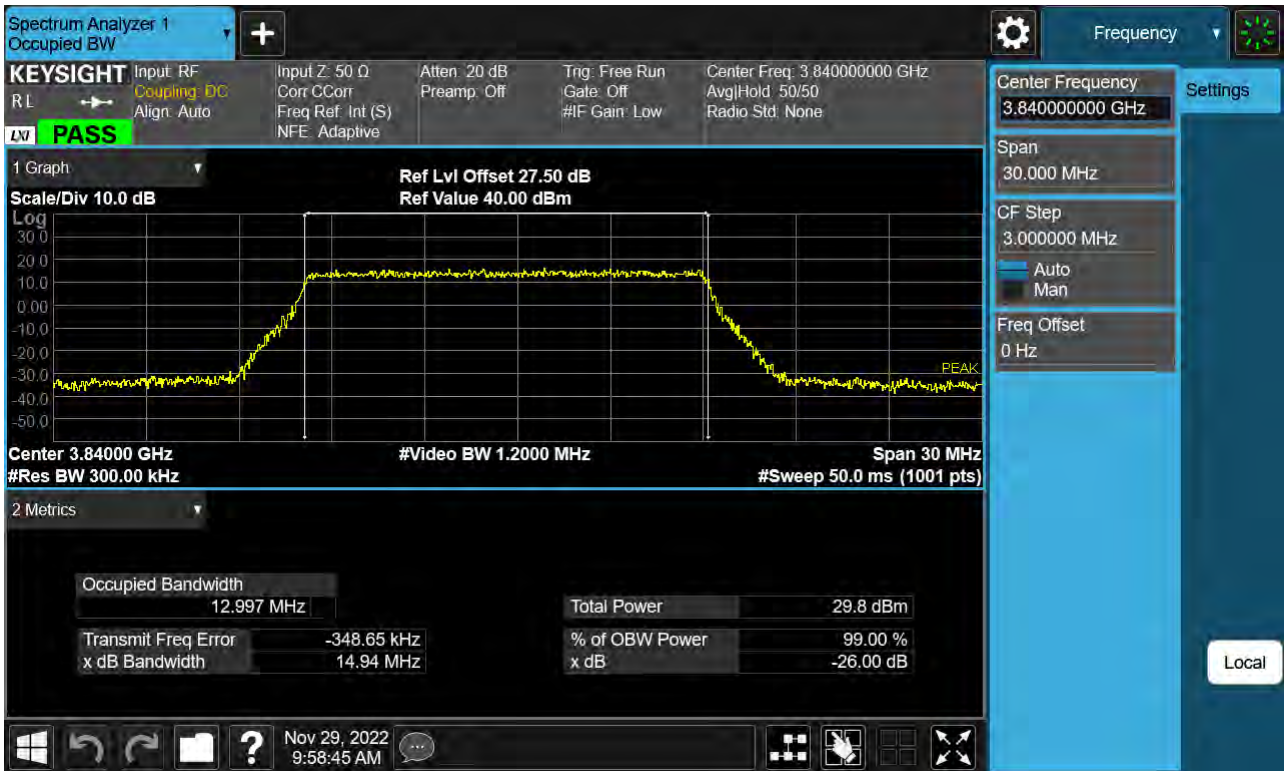 Spectrum Analyzer 1
Occupied BW
+
Frequency
KEYSIGHT
RL
LXI
PASS
Input: RF
Coupling: DC
Align: Auto
Input Z: 50 Ω
Corr CCorr
Freq Ref: Int (S)
NFE: Adaptive
Atten: 20 dB
Preamp: Off
Trig: Free Run
Gate: Off
#IF Gain: Low
Center Freq: 3.840000000 GHz
Avg|Hold: 50/50
Radio Std: None
Center Frequency
3.840000000 GHz
Settings
Span
30.000 MHz
CF Step
3.000000 MHz
Auto
Man
Freq Offset
0 Hz
Local
1 Graph
Scale/Div 10.0 dB
Ref Lvl Offset 27.50 dB
Ref Value 40.00 dBm
Log
30.0
20.0
10.0
0.00
-10.0
-20.0
-30.0
-40.0
-50.0
PEAK
Center 3.84000 GHz
#Video BW 1.2000 MHz
Span 30 MHz
#Res BW 300.00 kHz
#Sweep 50.0 ms (1001 pts)
2 Metrics
Occupied Bandwidth
12.997 MHz
Total Power 29.8 dBm
Transmit Freq Error -348.65 kHz
% of OBW Power 99.00 %
x dB Bandwidth 14.94 MHz
x dB -26.00 dB
?
Nov 29, 2022
9:58:45 AM